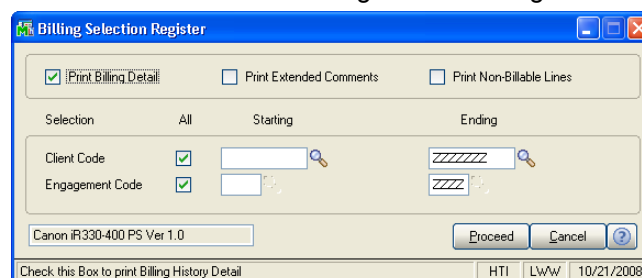 Billing Selection Register
Print Billing Detail Print Extended Comments Print Non-Billable Lines
Selection All Starting Ending
Client Code ZZZZZZZ
Engagement Code ZZZZ
Canon iR330-400 PS Ver 1.0 Proceed Cancel ?
Check this Box to print Billing History Detail HTI LWW 10/21/2009